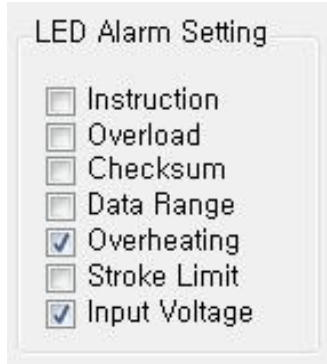 LED Alarm Setting
Instruction
Overload
Checksum
Data Range
Overheating
Stroke Limit
Input Voltage